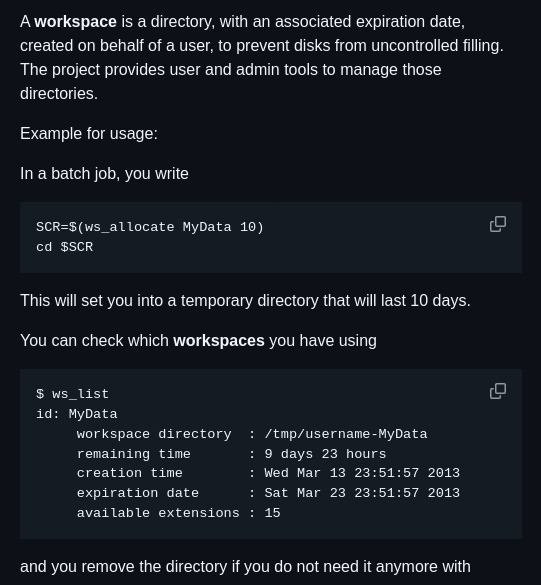 A workspace is a directory, with an associated expiration date,
created on behalf of a user, to prevent disks from uncontrolled filling.
The project provides user and admin tools to manage those
directories.
Example for usage:
In a batch job, you write
SCR=$(ws_allocate MyData 10)
cd $SCR
This will set you into a temporary directory that will last 10 days.
You can check which workspaces you have using
$ ws_list
id: MyData
     workspace directory  : /tmp/username-MyData
     remaining time       : 9 days 23 hours
     creation time        : Wed Mar 13 23:51:57 2013
     expiration date      : Sat Mar 23 23:51:57 2013
     available extensions : 15
and you remove the directory if you do not need it anymore with